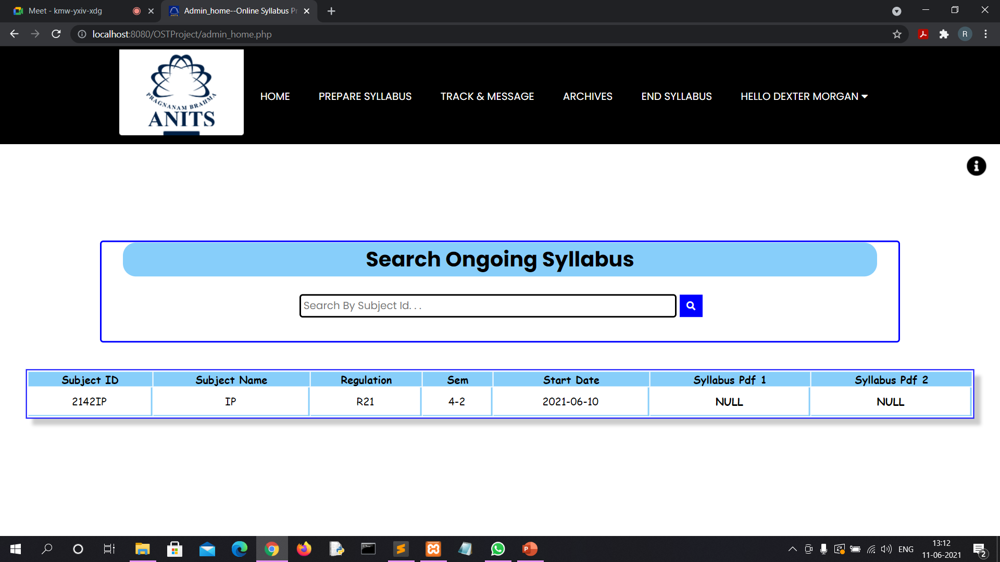 Meet - kmw-yxiv-xdg
Admin_home--Online Syllabus Pr
localhost:8080/OSTProject/admin_home.php
R
PRAGNANAM BRAHMA
ANITS
HOME
PREPARE SYLLABUS
TRACK & MESSAGE
ARCHIVES
END SYLLABUS
HELLO DEXTER MORGAN
Search Ongoing Syllabus
Search By Subject Id. . .
Subject ID Subject Name Regulation Sem Start Date Syllabus Pdf 1 Syllabus Pdf 2
2142IP IP R21 4-2 2021-06-10 NULL NULL
ENG
13:12
11-06-2021
2